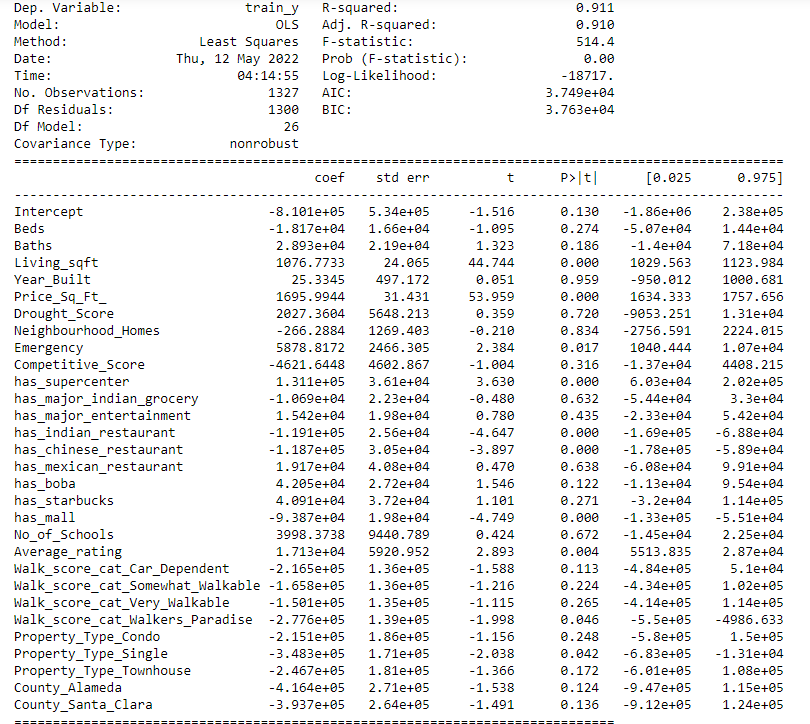 Dep. Variable: train_y R-squared: 0.911
Model: OLS Adj. R-squared: 0.910
Method: Least Squares F-statistic: 514.4
Date: Thu, 12 May 2022 Prob (F-statistic): 0.00
Time: 04:14:55 Log-Likelihood: -18717.
No. Observations: 1327 AIC: 3.749e+04
Df Residuals: 1300 BIC: 3.763e+04
Df Model: 26
Covariance Type: nonrobust
coef std err t P>|t| [0.025 0.975]
Intercept -8.101e+05 5.34e+05 -1.516 0.130 -1.86e+06 2.38e+05
Beds -1.817e+04 1.66e+04 -1.095 0.274 -5.07e+04 1.44e+04
Baths 2.893e+04 2.19e+04 1.323 0.186 -1.4e+04 7.18e+04
Living_sqft 1076.7733 24.065 44.744 0.000 1029.563 1123.984
Year_Built 25.3345 497.172 0.051 0.959 -950.012 1000.681
Price_Sq_Ft_ 1695.9944 31.431 53.959 0.000 1634.333 1757.656
Drought_Score 2027.3604 5648.213 0.359 0.720 -9053.251 1.31e+04
Neighbourhood_Homes -266.2884 1269.403 -0.210 0.834 -2756.591 2224.015
Emergency 5878.8172 2466.305 2.384 0.017 1040.444 1.07e+04
Competitive_Score -4621.6448 4602.867 -1.004 0.316 -1.37e+04 4408.215
has_supercenter 1.311e+05 3.61e+04 3.630 0.000 6.03e+04 2.02e+05
has_major_indian_grocery -1.069e+04 2.23e+04 -0.480 0.632 -5.44e+04 3.3e+04
has_major_entertainment 1.542e+04 1.98e+04 0.780 0.435 -2.33e+04 5.42e+04
has_indian_restaurant -1.191e+05 2.56e+04 -4.647 0.000 -1.69e+05 -6.88e+04
has_chinese_restaurant -1.187e+05 3.05e+04 -3.897 0.000 -1.78e+05 -5.89e+04
has_mexican_restaurant 1.917e+04 4.08e+04 0.470 0.638 -6.08e+04 9.91e+04
has_boba 4.205e+04 2.72e+04 1.546 0.122 -1.13e+04 9.54e+04
has_starbucks 4.091e+04 3.72e+04 1.101 0.271 -3.2e+04 1.14e+05
has_mall -9.387e+04 1.98e+04 -4.749 0.000 -1.33e+05 -5.51e+04
No_of_Schools 3998.3738 9440.789 0.424 0.672 -1.45e+04 2.25e+04
Average_rating 1.713e+04 5920.952 2.893 0.004 5513.835 2.87e+04
Walk_score_cat_Car_Dependent -2.165e+05 1.36e+05 -1.588 0.113 -4.84e+05 5.1e+04
Walk_score_cat_Somewhat_Walkable -1.658e+05 1.36e+05 -1.216 0.224 -4.34e+05 1.02e+05
Walk_score_cat_Very_Walkable -1.501e+05 1.35e+05 -1.115 0.265 -4.14e+05 1.14e+05
Walk_score_cat_Walkers_Paradise -2.776e+05 1.39e+05 -1.998 0.046 -5.5e+05 -4986.633
Property_Type_Condo -2.151e+05 1.86e+05 -1.156 0.248 -5.8e+05 1.5e+05
Property_Type_Single -3.483e+05 1.71e+05 -2.038 0.042 -6.83e+05 -1.31e+04
Property_Type_Townhouse -2.467e+05 1.81e+05 -1.366 0.172 -6.01e+05 1.08e+05
County_Alameda -4.164e+05 2.71e+05 -1.538 0.124 -9.47e+05 1.15e+05
County_Santa_Clara -3.937e+05 2.64e+05 -1.491 0.136 -9.12e+05 1.24e+05